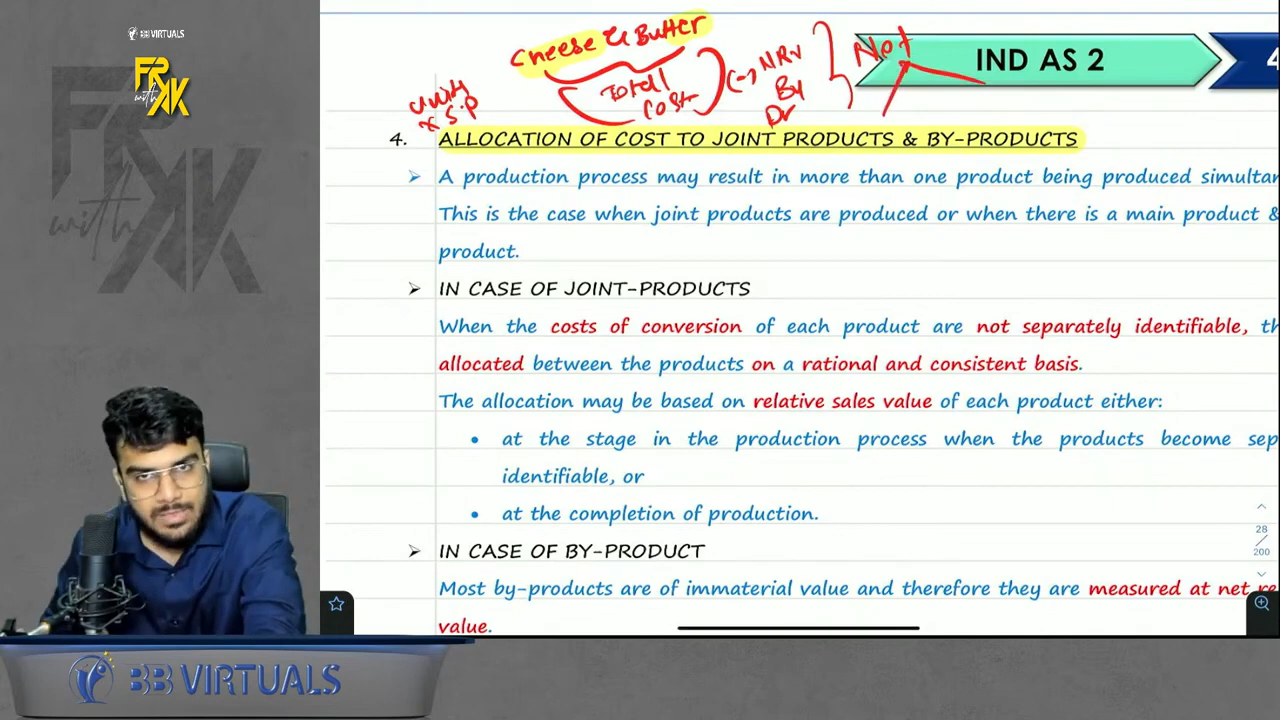 BB VIRTUALS
FR
with AK
Cheese & Butter
Total
Cost
(-) NRV
By
Pr
Not
units
x S.P
IND AS 2
4
4. ALLOCATION OF COST TO JOINT PRODUCTS & BY-PRODUCTS
➢ A production process may result in more than one product being produced simultan
This is the case when joint products are produced or when there is a main product &
product.
➢ IN CASE OF JOINT-PRODUCTS
When the costs of conversion of each product are not separately identifiable, th
allocated between the products on a rational and consistent basis.
The allocation may be based on relative sales value of each product either:
• at the stage in the production process when the products become sep
identifiable, or
• at the completion of production.
➢ IN CASE OF BY-PRODUCT
Most by-products are of immaterial value and therefore they are measured at net re
value.
28
/
200
BB VIRTUALS